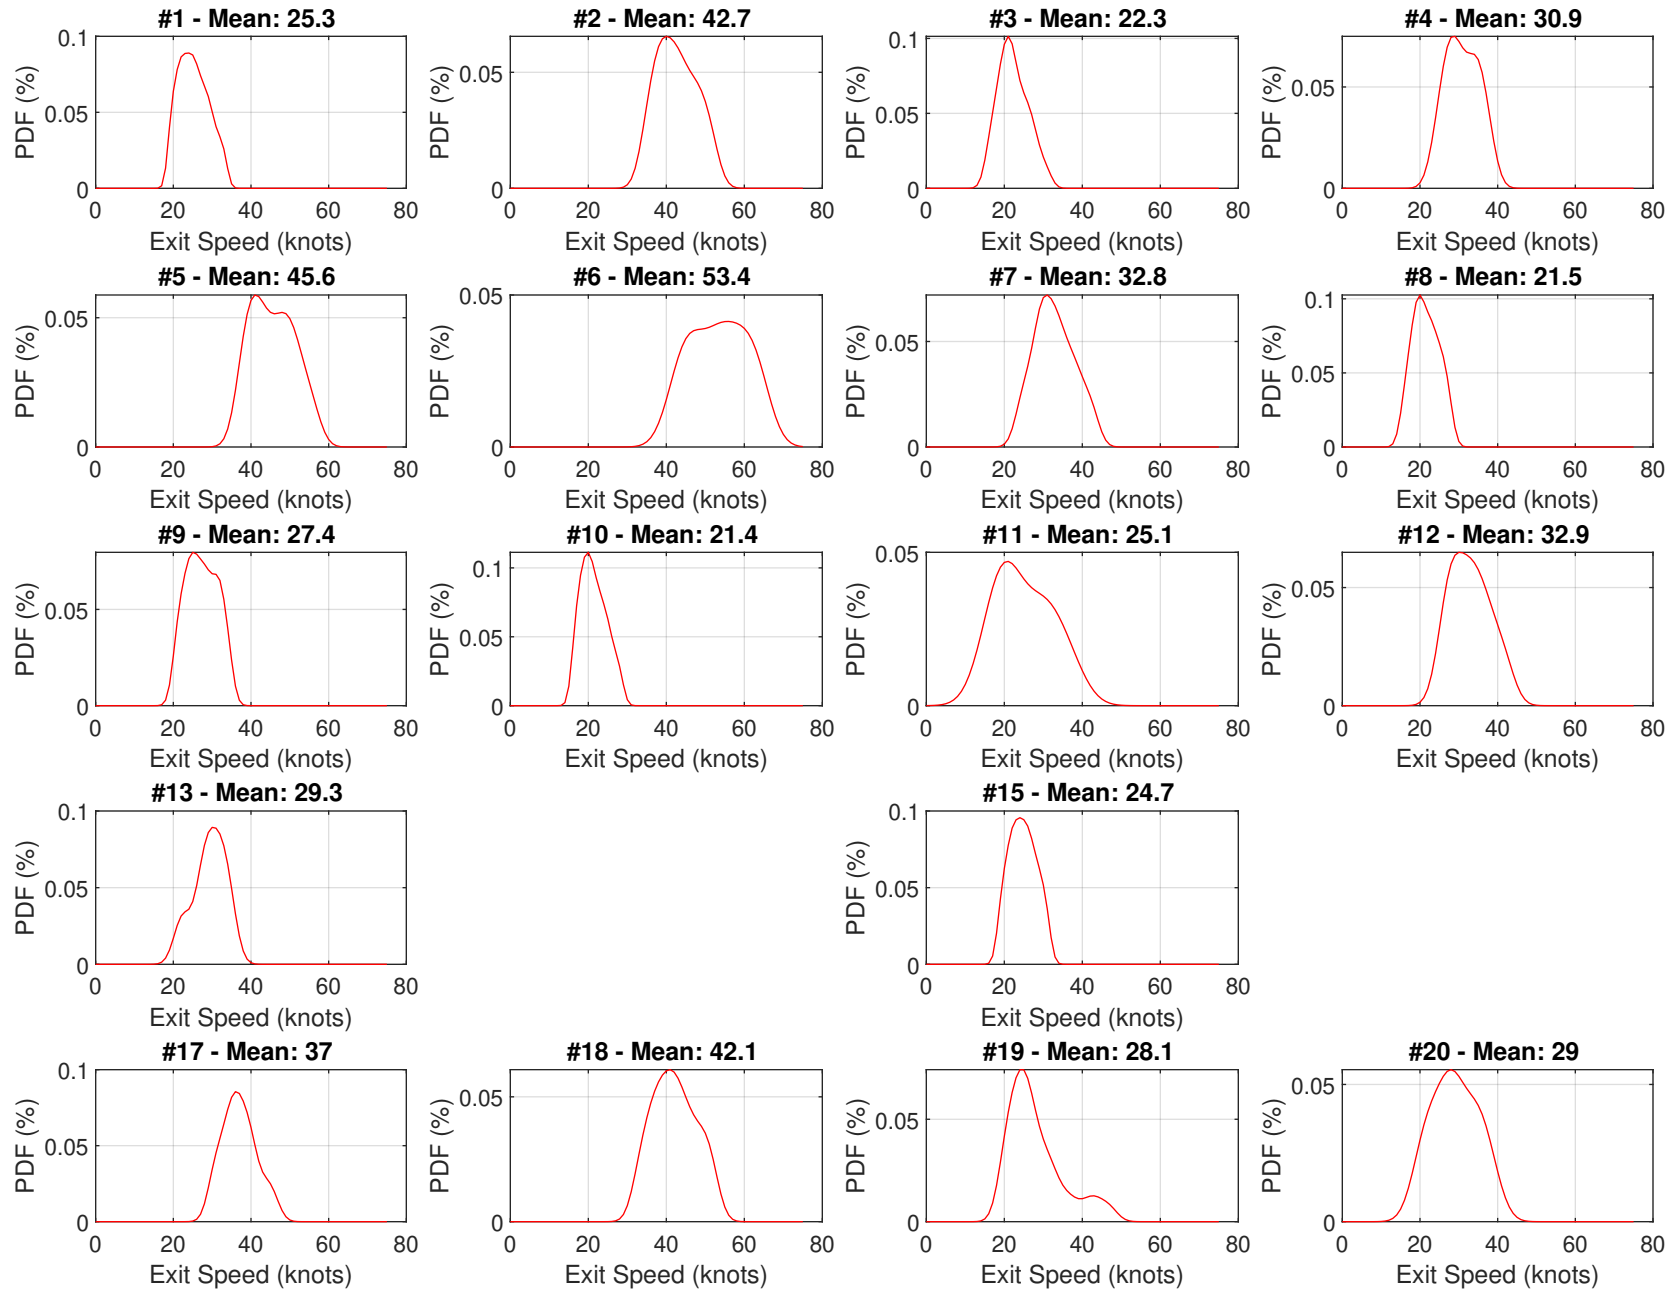 #1 - Mean: 25.3
PDF (%)
0.1
0.05
0
0 20 40 60 80
Exit Speed (knots)
#2 - Mean: 42.7
PDF (%)
0.05
0
0 20 40 60 80
Exit Speed (knots)
#3 - Mean: 22.3
PDF (%)
0.1
0.05
0
0 20 40 60 80
Exit Speed (knots)
#4 - Mean: 30.9
PDF (%)
0.05
0
0 20 40 60 80
Exit Speed (knots)
#5 - Mean: 45.6
PDF (%)
0.05
0
0 20 40 60 80
Exit Speed (knots)
#6 - Mean: 53.4
PDF (%)
0.05
0
0 20 40 60 80
Exit Speed (knots)
#7 - Mean: 32.8
PDF (%)
0.05
0
0 20 40 60 80
Exit Speed (knots)
#8 - Mean: 21.5
PDF (%)
0.1
0.05
0
0 20 40 60 80
Exit Speed (knots)
#9 - Mean: 27.4
PDF (%)
0.05
0
0 20 40 60 80
Exit Speed (knots)
#10 - Mean: 21.4
PDF (%)
0.1
0.05
0
0 20 40 60 80
Exit Speed (knots)
#11 - Mean: 25.1
PDF (%)
0.05
0
0 20 40 60 80
Exit Speed (knots)
#12 - Mean: 32.9
PDF (%)
0.05
0
0 20 40 60 80
Exit Speed (knots)
#13 - Mean: 29.3
PDF (%)
0.1
0.05
0
0 20 40 60 80
Exit Speed (knots)
#15 - Mean: 24.7
PDF (%)
0.1
0.05
0
0 20 40 60 80
Exit Speed (knots)
#17 - Mean: 37
PDF (%)
0.1
0.05
0
0 20 40 60 80
Exit Speed (knots)
#18 - Mean: 42.1
PDF (%)
0.05
0
0 20 40 60 80
Exit Speed (knots)
#19 - Mean: 28.1
PDF (%)
0.05
0
0 20 40 60 80
Exit Speed (knots)
#20 - Mean: 29
PDF (%)
0.05
0
0 20 40 60 80
Exit Speed (knots)